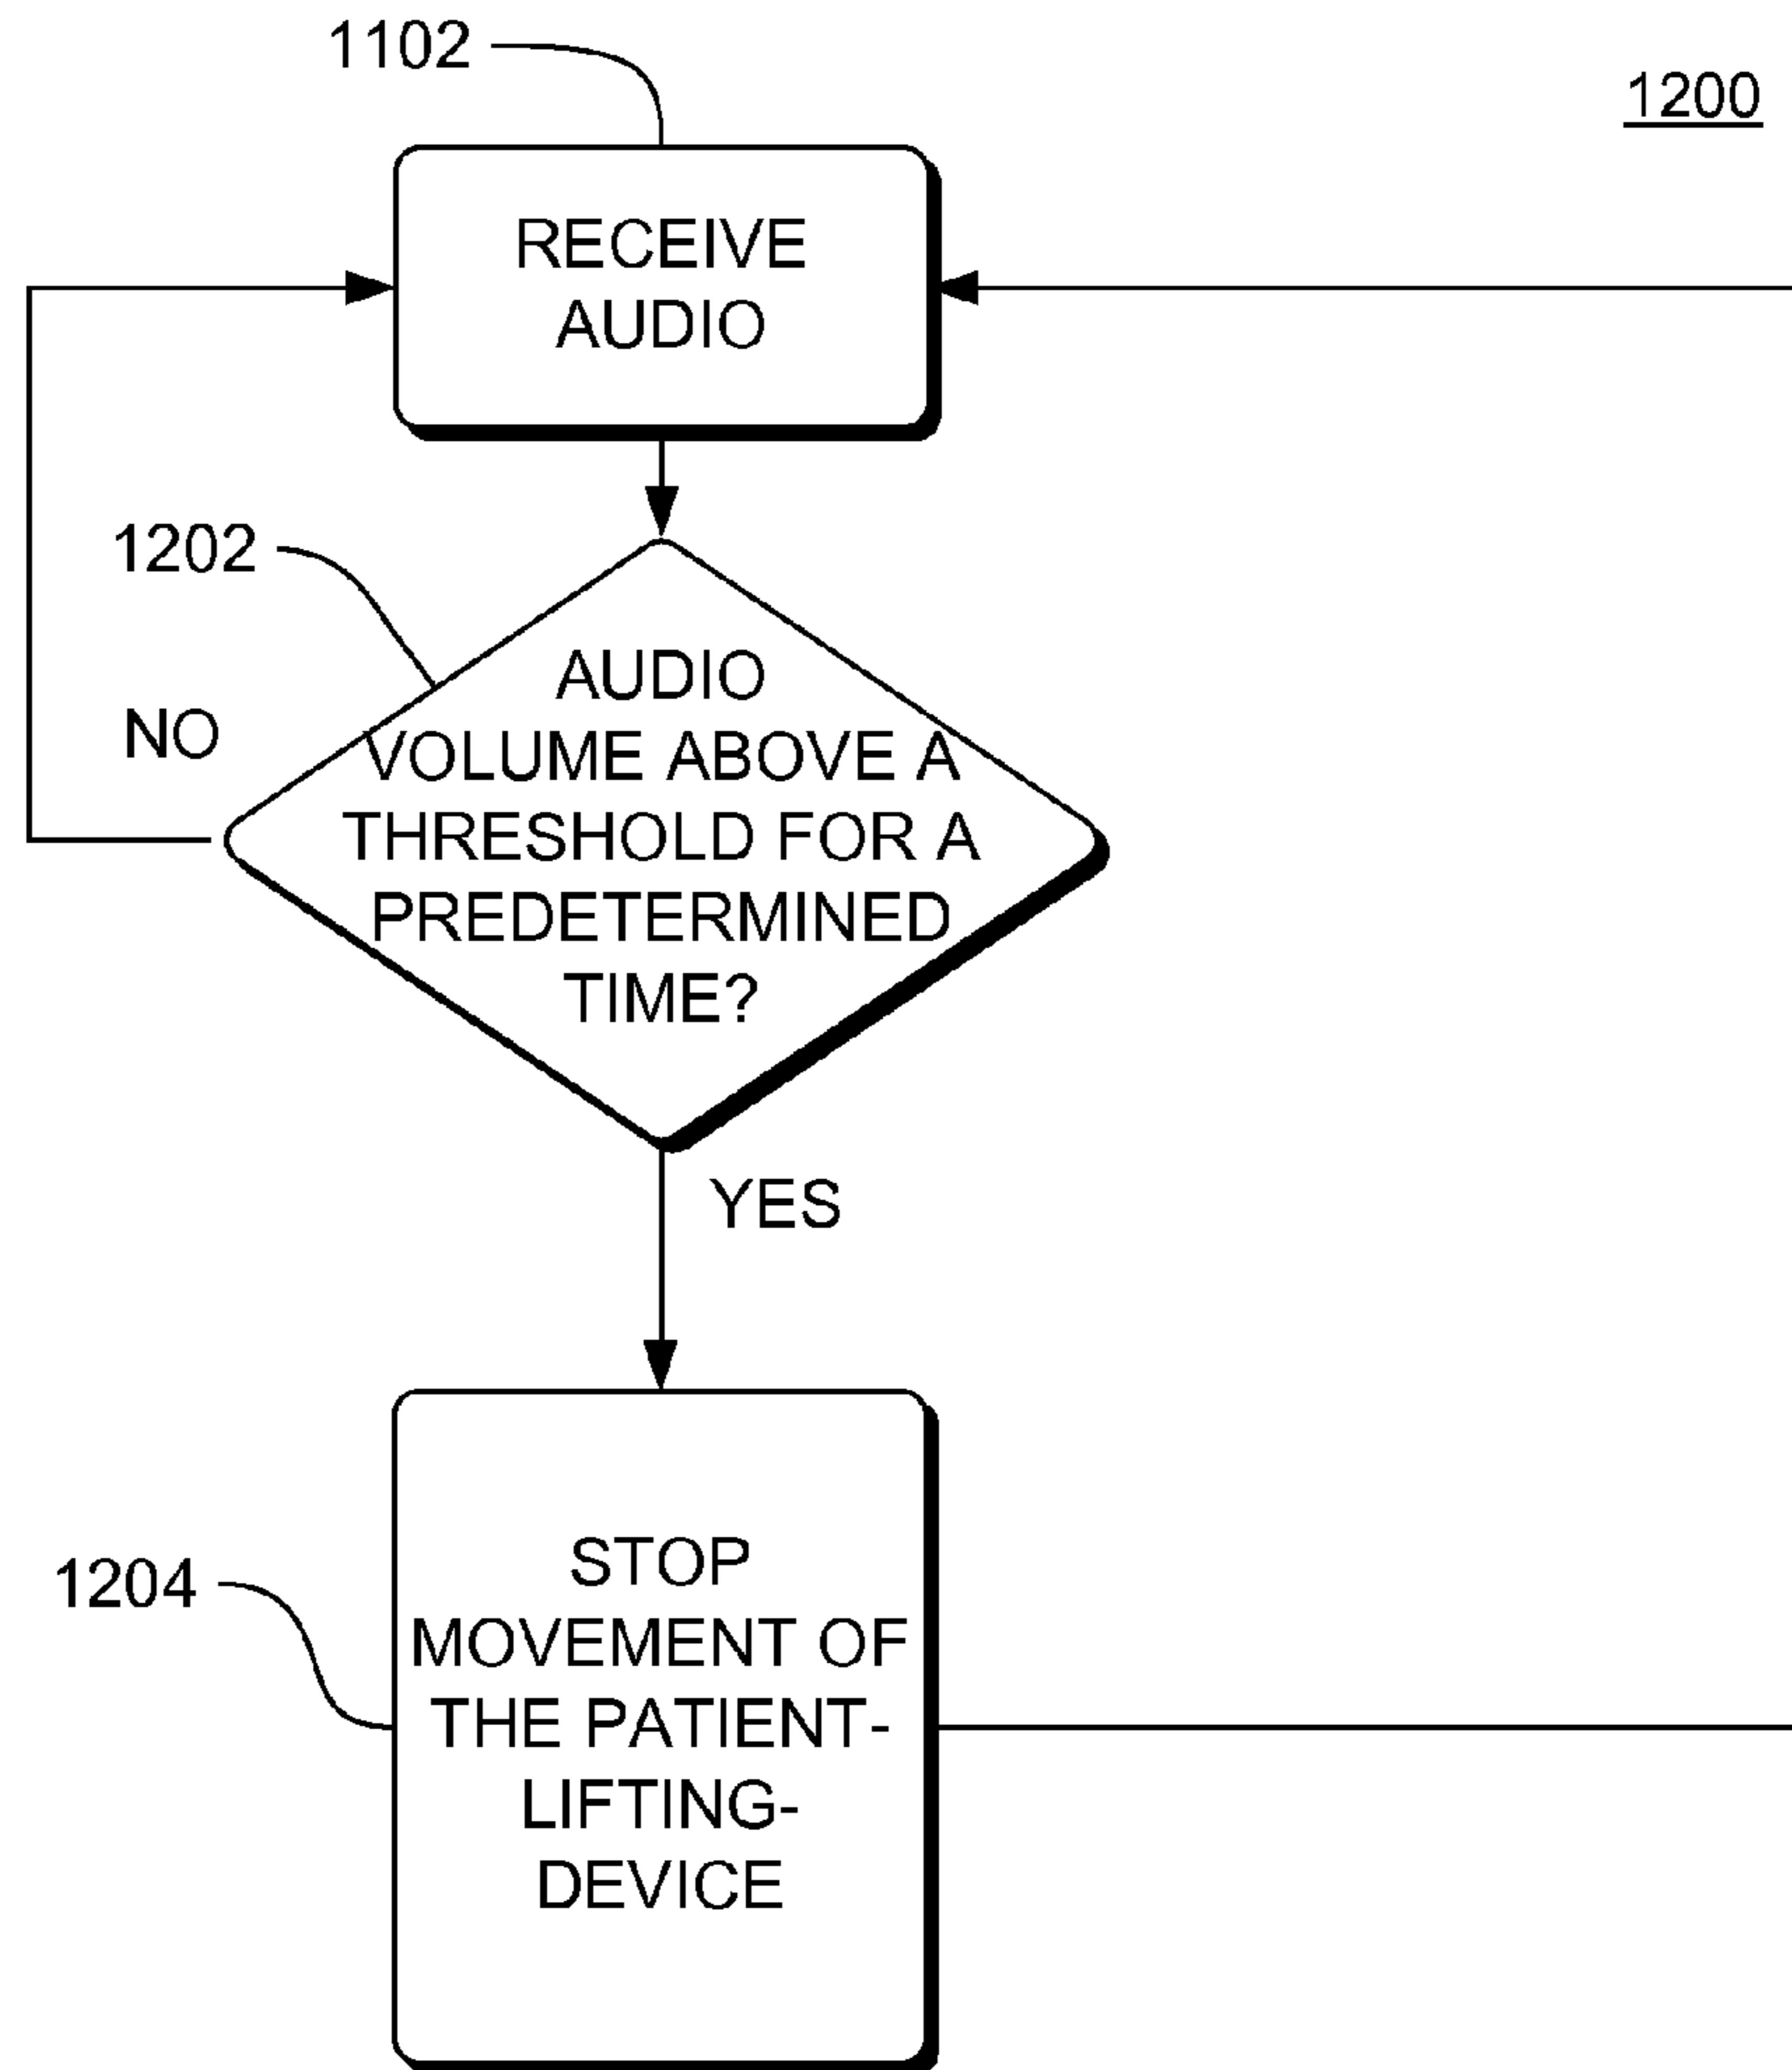 1102
1200
RECEIVE
AUDIO
1202
AUDIO
VOLUME ABOVE A
THRESHOLD FOR A
PREDETERMINED
TIME?
NO
YES
1204
STOP
MOVEMENT OF
THE PATIENT-
LIFTING-
DEVICE